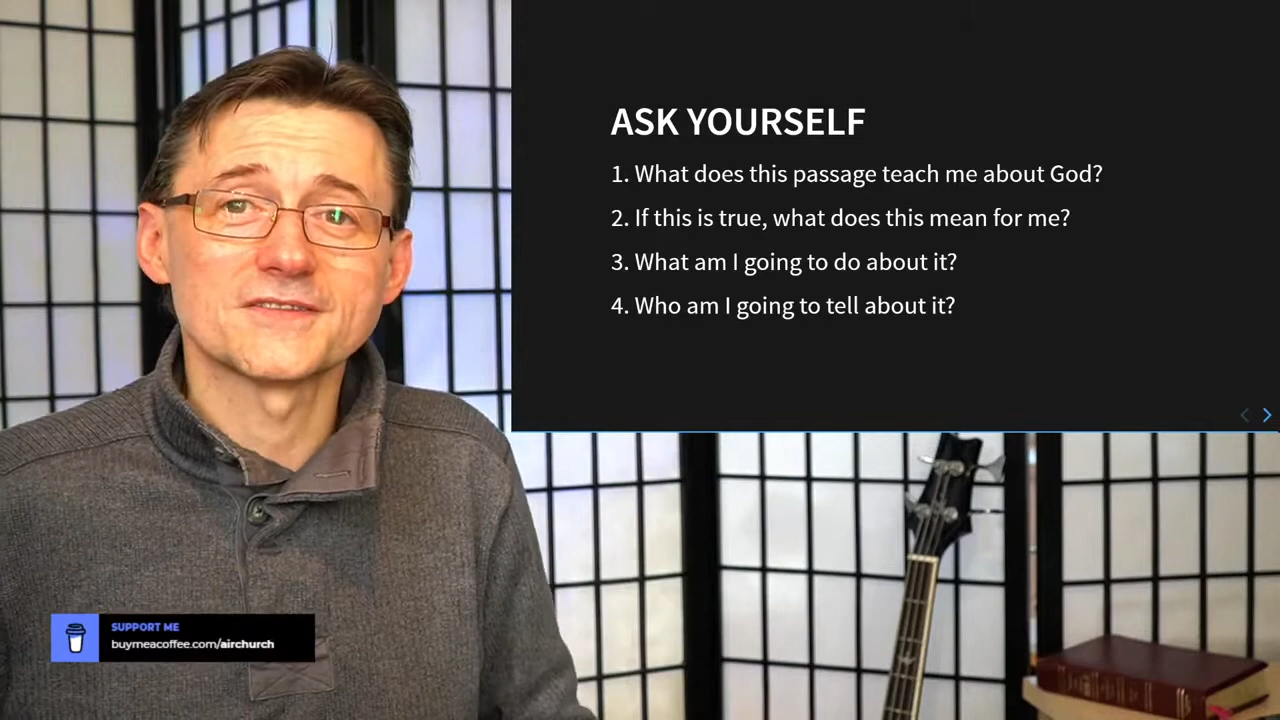 ASK YOURSELF
1. What does this passage teach me about God?
2. If this is true, what does this mean for me?
3. What am I going to do about it?
4. Who am I going to tell about it?
SUPPORT ME
buymeacoffee.com/airchurch